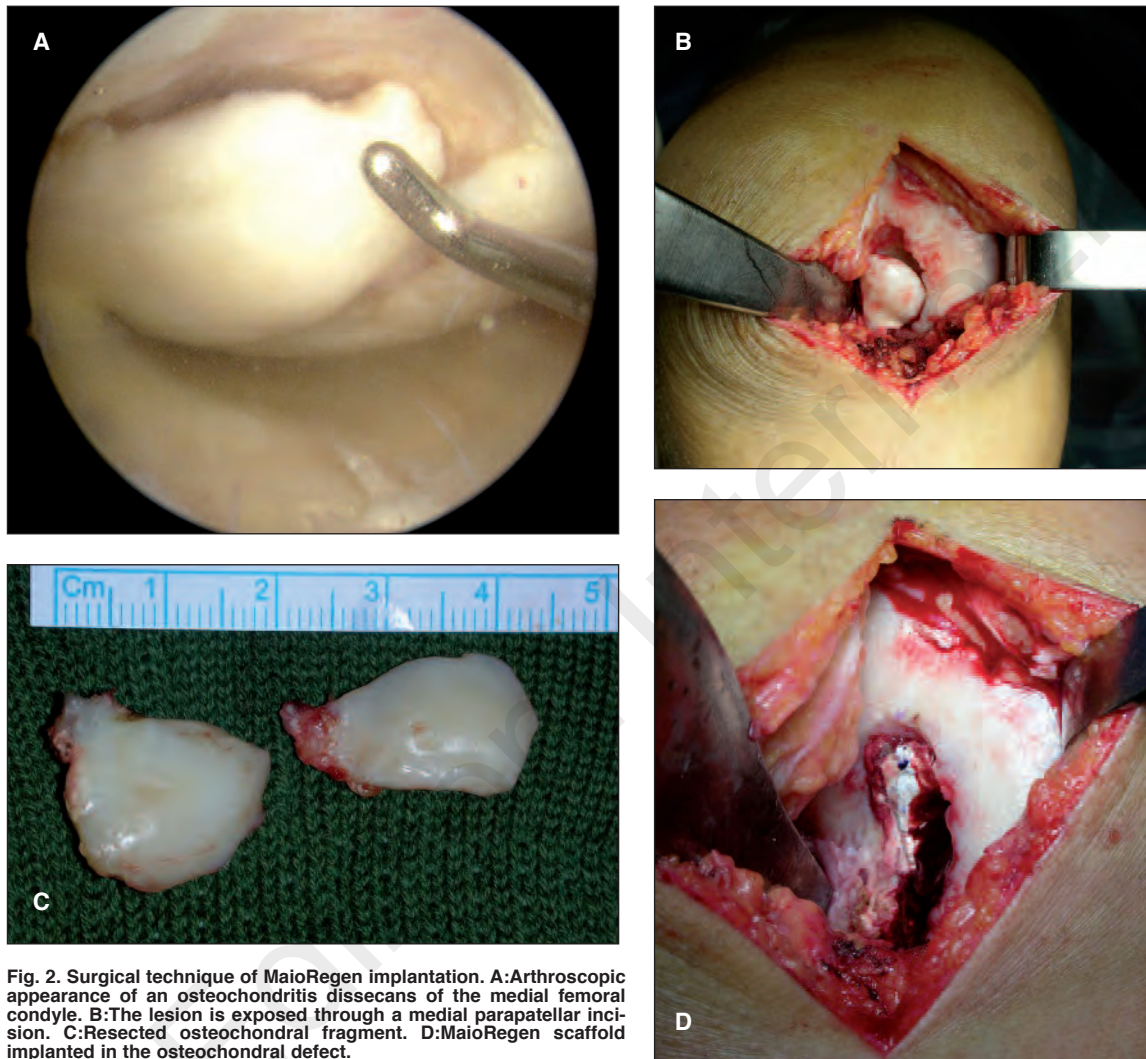 A
B
Cm 1 2 3 4 5
C
D
Fig. 2. Surgical technique of MaioRegen implantation. A:Arthroscopic
appearance of an osteochondritis dissecans of the medial femoral
condyle. B:The lesion is exposed through a medial parapatellar inci-
sion. C:Resected osteochondral fragment. D:MaioRegen scaffold
implanted in the osteochondral defect.